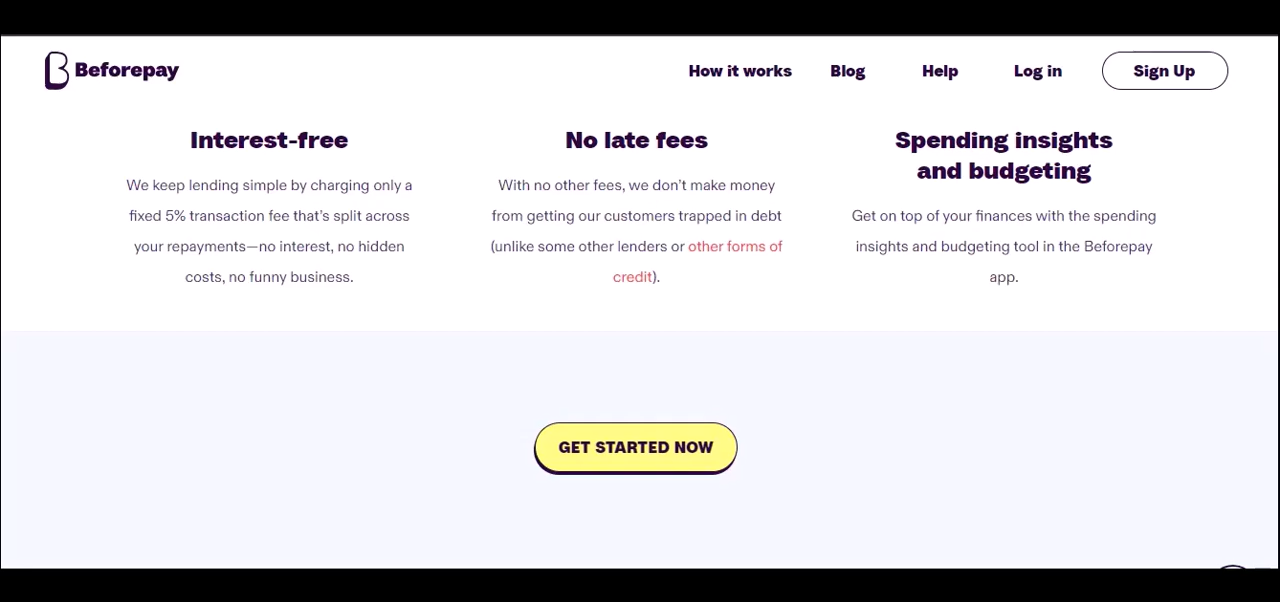 Beforepay
How it works
Blog
Help
Log in
Sign Up
Interest-free
We keep lending simple by charging only a
fixed 5% transaction fee that's split across
your repayments—no interest, no hidden
costs, no funny business.
No late fees
With no other fees, we don't make money
from getting our customers trapped in debt
(unlike some other lenders or other forms of
credit).
Spending insights
and budgeting
Get on top of your finances with the spending
insights and budgeting tool in the Beforepay
app.
GET STARTED NOW